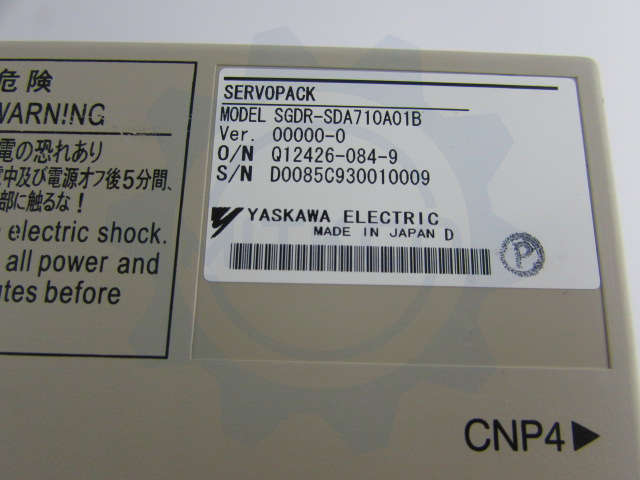 危険
WARNING
電の恐れあり
電中及び電源オフ後5分間、
部に触るな!
electric shock.
all power and
utes before
SERVOPACK
MODEL SGDR-SDA710A01B
Ver. 00000-0
O/N Q12426-084-9
S/N D0085C930010009
YASKAWA ELECTRIC
MADE IN JAPAN D
P
CNP4▶